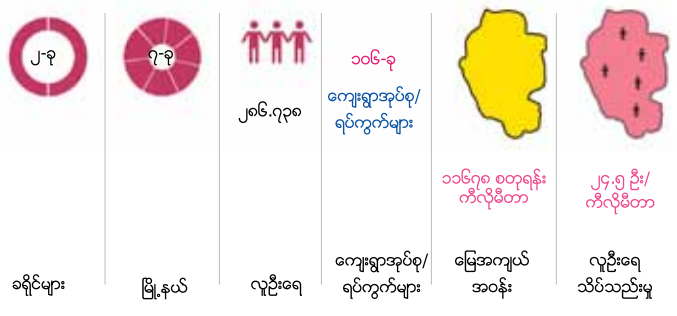 ၂-ခု
ခရိုင်များ
၇-ခု
မြို့နယ်
၂၈၆.၇၃၈
လူဦးရေ
၁၀၆-ခု
ကျေးရွာအုပ်စု/
ရပ်ကွက်များ
ကျေးရွာအုပ်စု/
ရပ်ကွက်များ
၁၁၆၇၈ စတုရန်း
ကီလိုမီတာ
မြေအကျယ်
အဝန်း
၂၄.၅ ဦး/
ကီလိုမီတာ
လူဦးရေ
သိပ်သည်းမှု